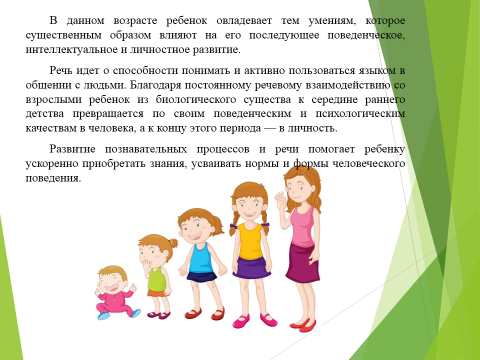 В данном возрасте ребенок овладевает тем умениям, которое
существенным образом влияют на его последующее поведенческое,
интеллектуальное и личностное развитие.
Речь идет о способности понимать и активно пользоваться языком в
общении с людьми. Благодаря постоянному речевому взаимодействию со
взрослыми ребенок из биологического существа к середине раннего
детства превращается по своим поведенческим и психологическим
качествам в человека, а к концу этого периода — в личность.
Развитие познавательных процессов и речи помогает ребенку
ускоренно приобретать знания, усваивать нормы и формы человеческого
поведения.